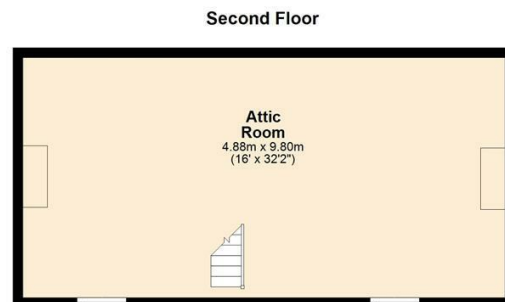 Second Floor
Attic
Room
4.88m x 9.80m
(16' x 32'2")